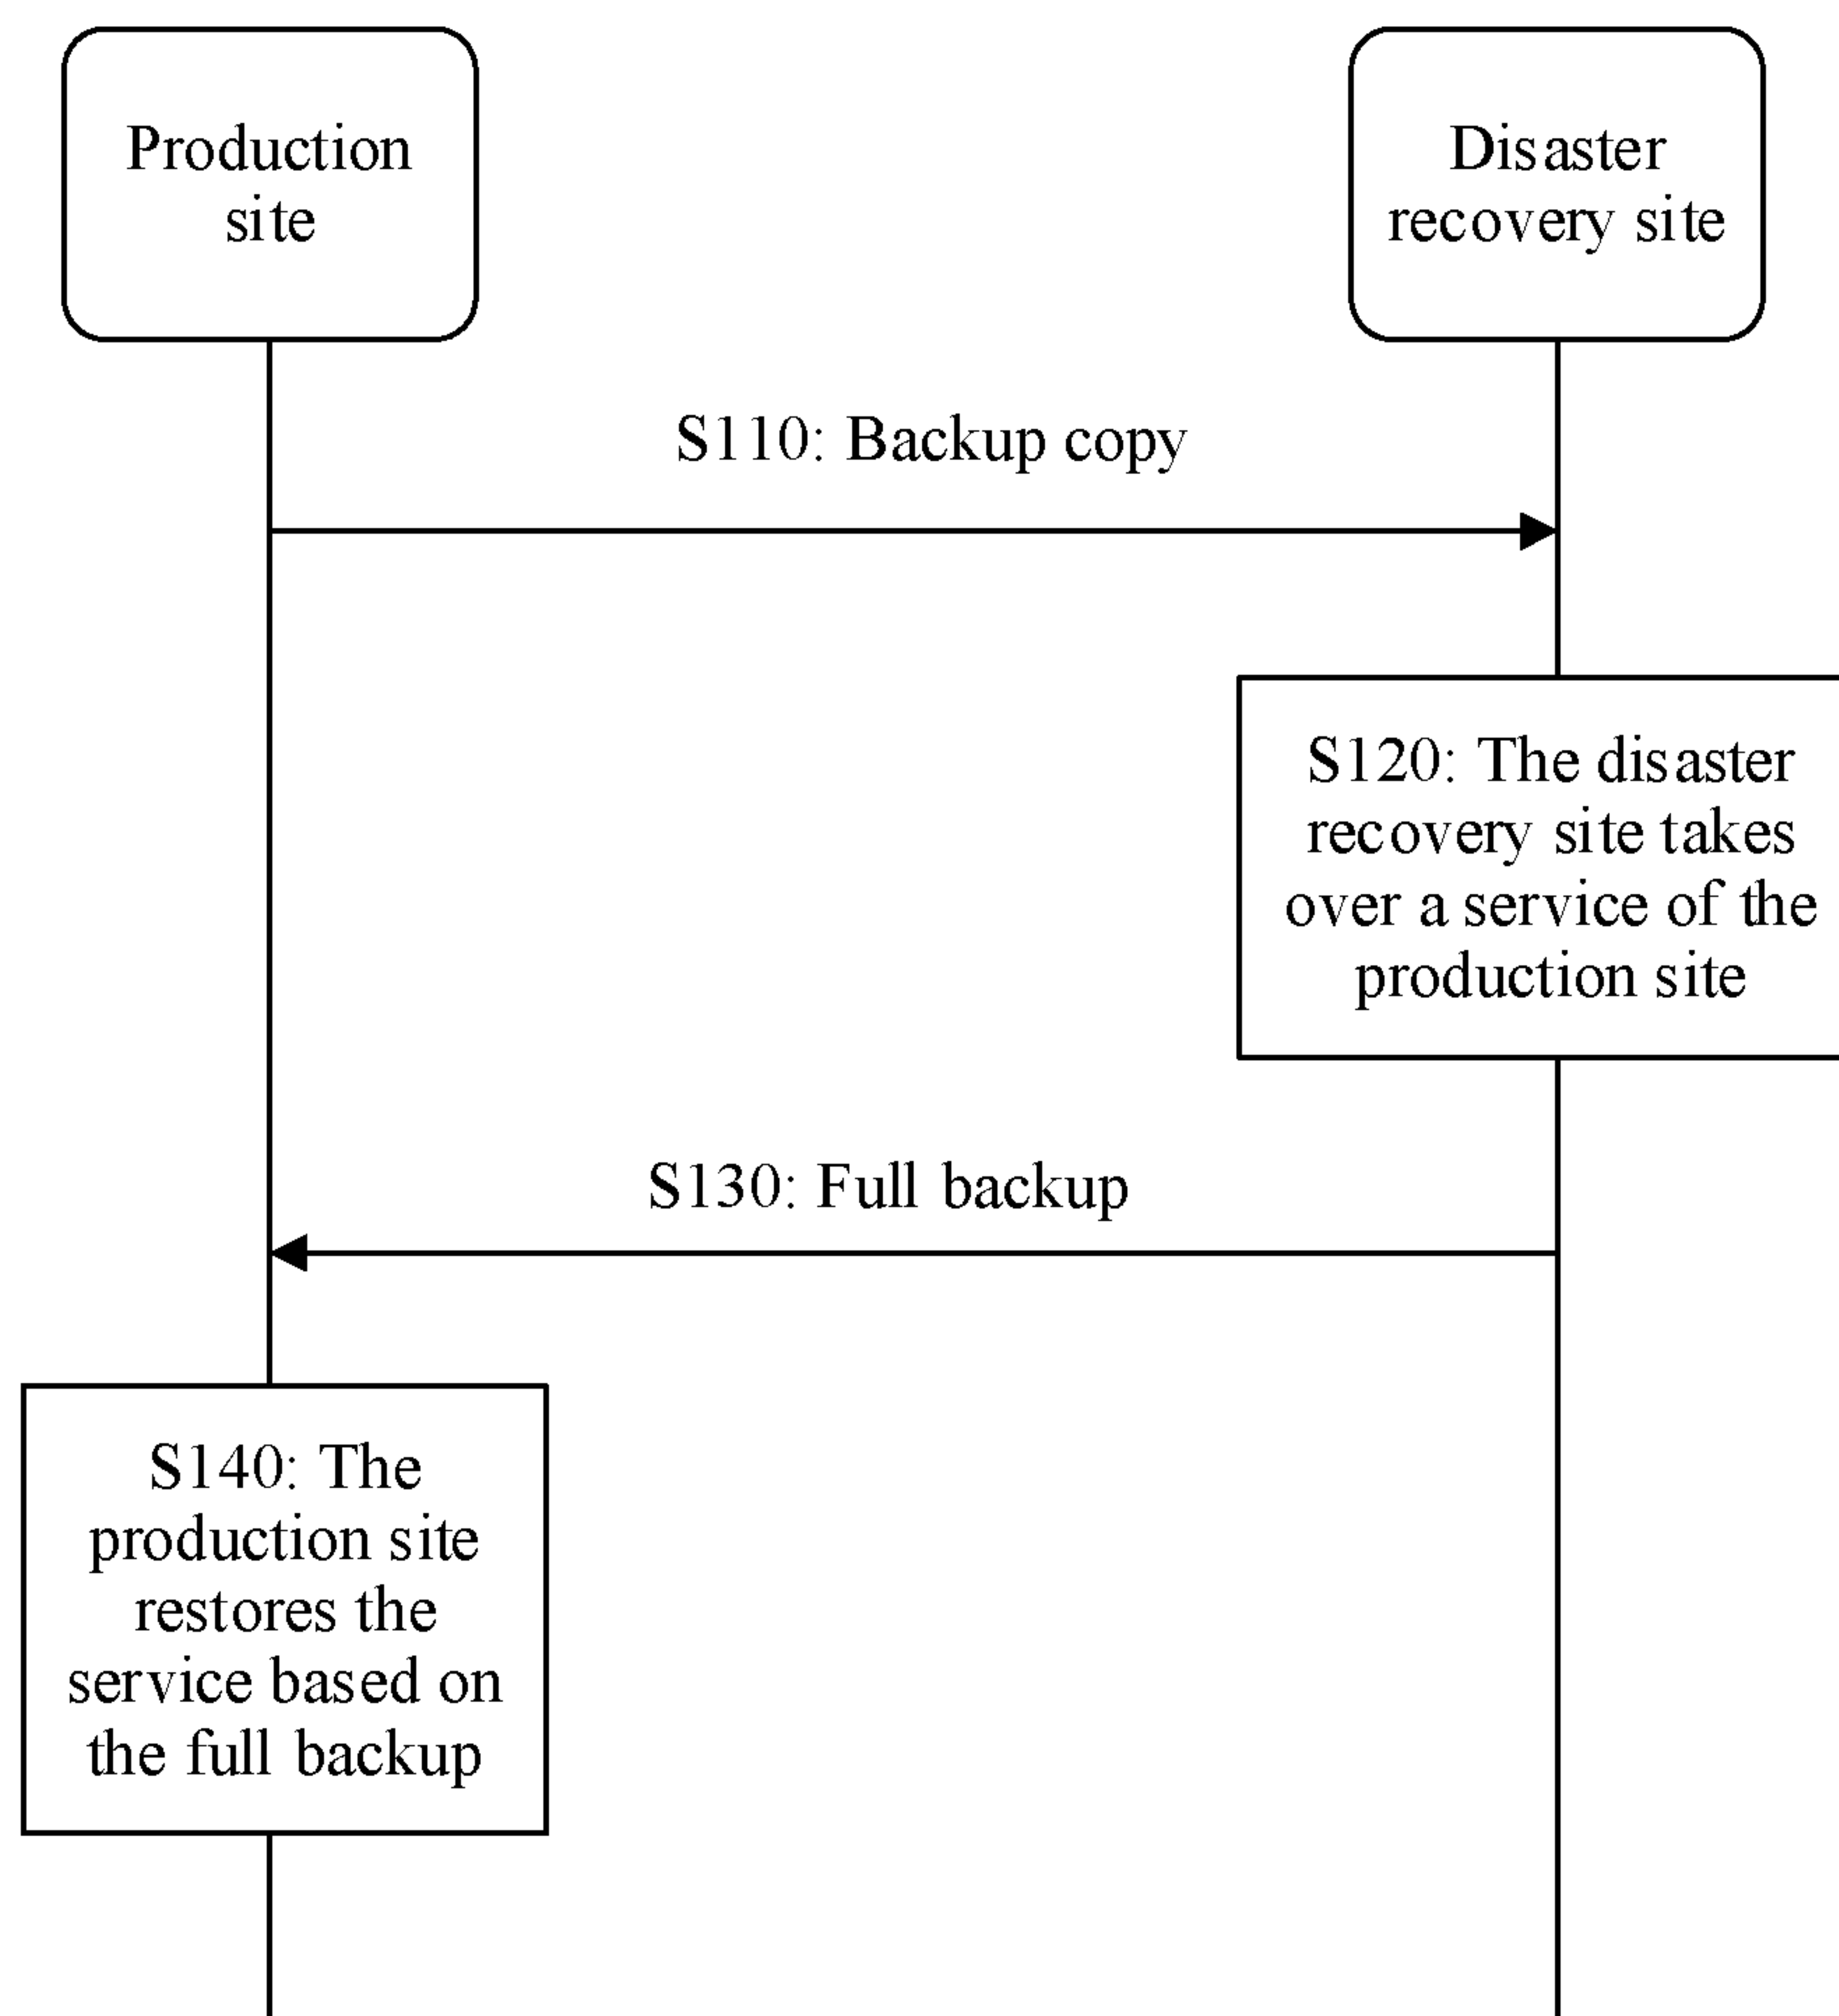 Production
site
Disaster
recovery site
S110: Backup copy
S120: The disaster
recovery site takes
over a service of the
production site
S130: Full backup
S140: The
production site
restores the
service based on
the full backup